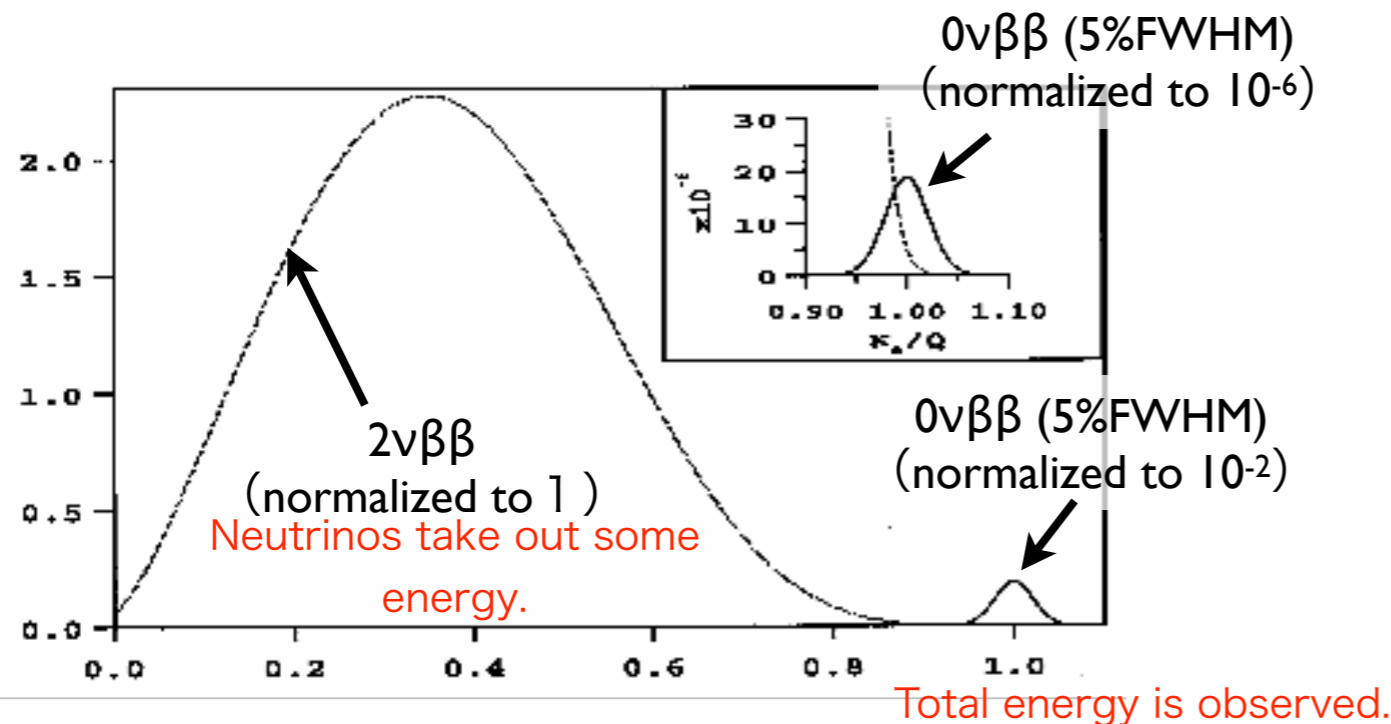 0νββ (5%FWHM)
(normalized to 10-6)
30
20
10
0
x10-6
0.90 1.00 1.10
Ke/Q
2.0
1.5
1.0
0.5
0.0
2νββ
(normalized to 1)
Neutrinos take out some
energy.
0νββ (5%FWHM)
(normalized to 10-2)
0.0 0.2 0.4 0.6 0.8 1.0
Total energy is observed.